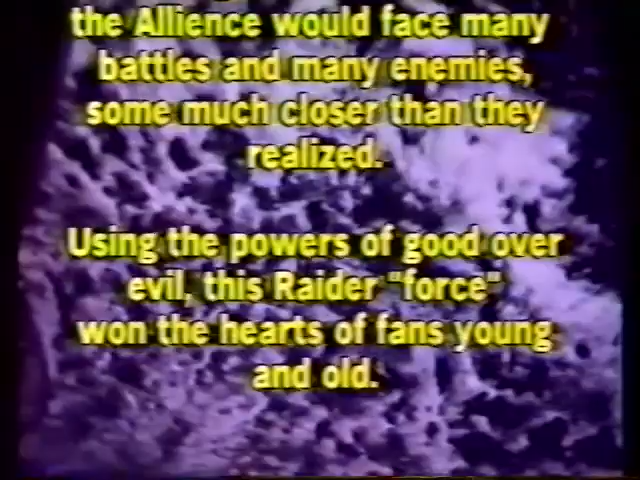 the Allience would face many
battles and many enemies,
some much closer than they
realized.
Using the powers of good over
evil, this Raider "force"
won the hearts of fans young
and old.